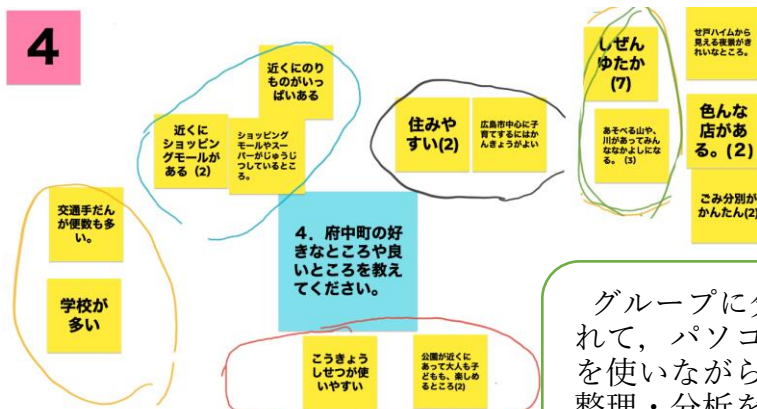 4
近くにのり
ものがいっ
ぱいある
近くに
ショッピン
グモールが
ある（2）
ショッピング
モールやスー
パーがじゅうじ
つしているとこ
ろ。
住みや
すい(2)
広島市中心に子
育てするにはか
んきょうがよい
しぜん
ゆたか
(7)
あそべる山や、
川があってみん
ななかよしにな
る。（3）
せ戸ハイムから
見える夜景がき
れいなところ。
色んな
店があ
る。(２)
ごみ分別が
かんたん(2)
交通手だん
が便数も多
い。
学校が
多い
4．府中町の好
きなところや良
いところを教え
てください。
こうきょう
しせつが使
いやすい
公園が近くに
あって大人も子
どもも、楽しめ
るところ(2)
グループに
れて，パソコ
を使いながら
整理・分析を